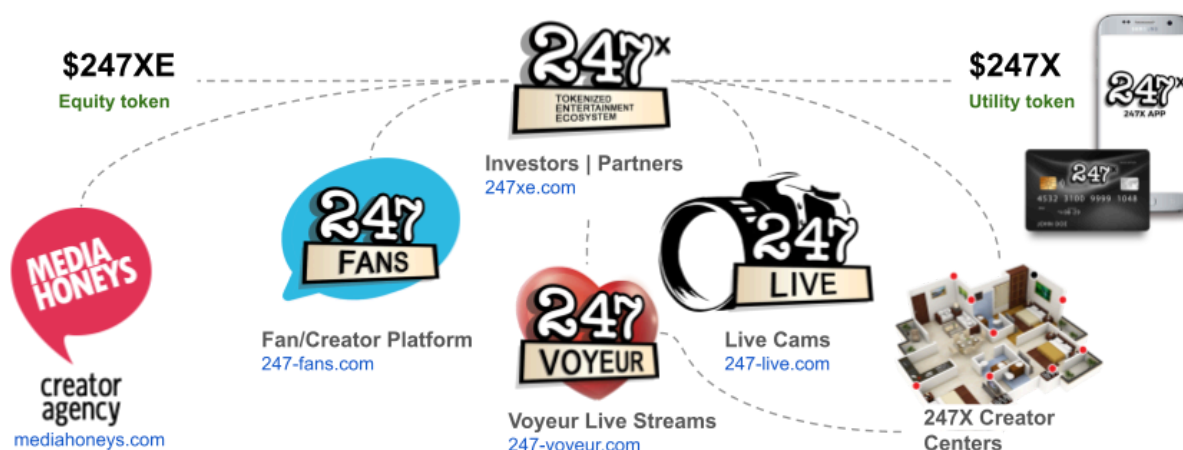 $247XE
Equity token
247X
TOKENIZED
ENTERTAINMENT
ECOSYSTEM
Investors | Partners
247xe.com
$247X
Utility token
247X
247X APP
247
4532 3100 9999 1048
JOHN DOE
MEDIA
HONEYS
creator
agency
mediahoneys.com
247
FANS
Fan/Creator Platform
247-fans.com
247
VOYEUR
Voyeur Live Streams
247-voyeur.com
247
LIVE
Live Cams
247-live.com
247X Creator
Centers